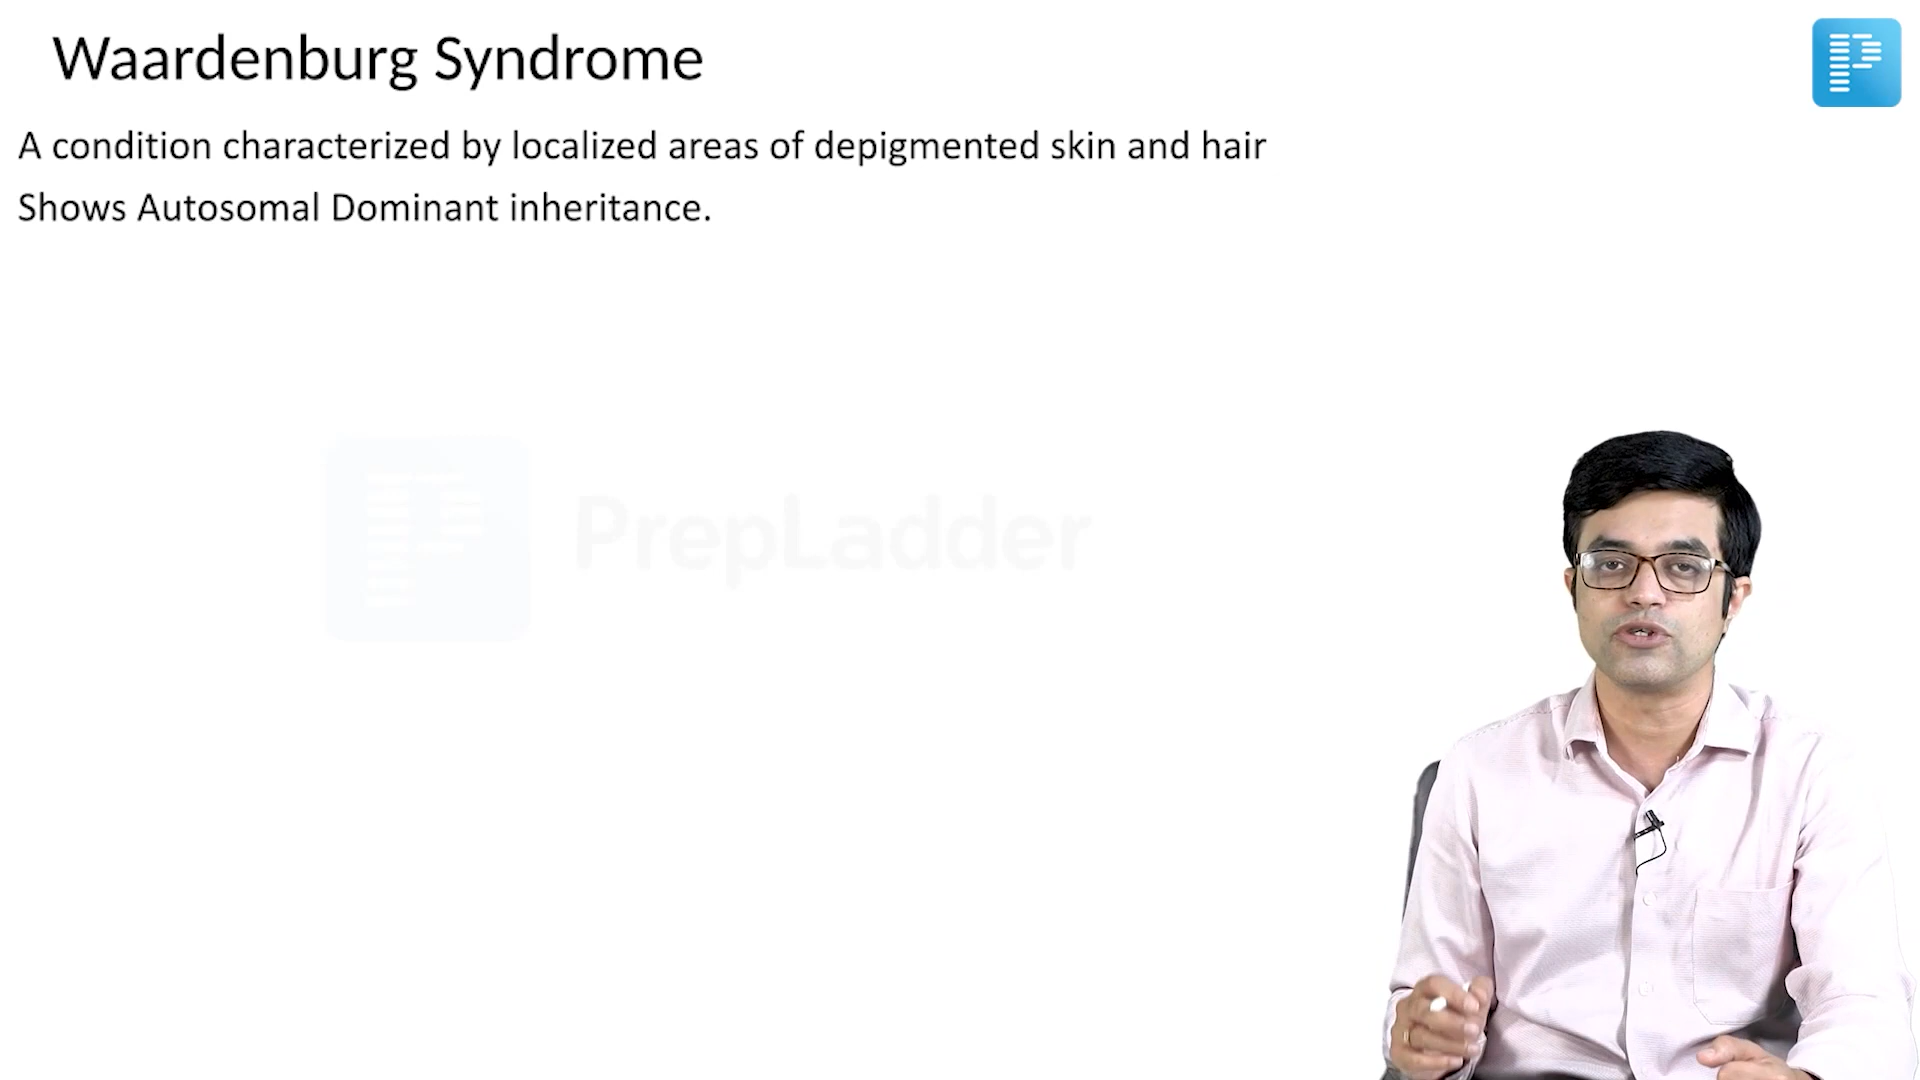 Waardenburg Syndrome
A condition characterized by localized areas of depigmented skin and hair
Shows Autosomal Dominant inheritance.
PrepLadder